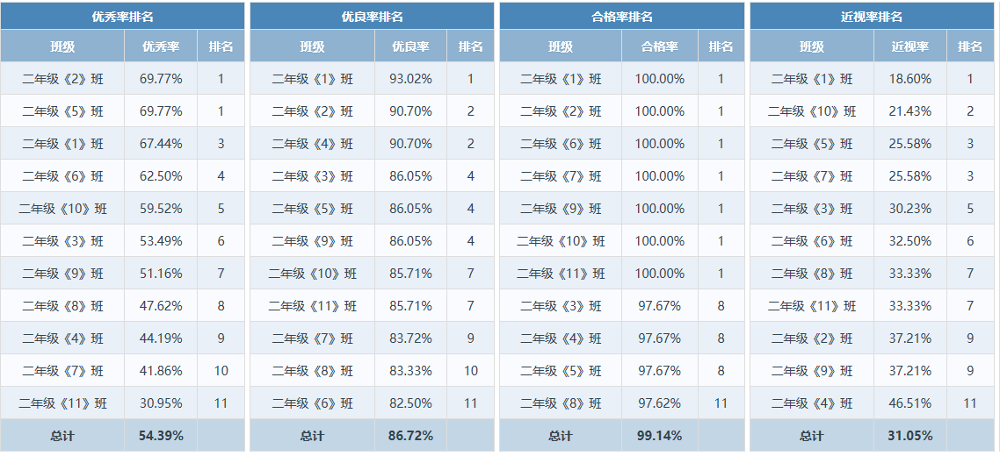 优秀率排名 优良率排名 合格率排名 近视率排名
班级 优秀率 排名 班级 优良率 排名 班级 合格率 排名 班级 近视率 排名
二年级《2》班 69.77% 1 二年级《1》班 93.02% 1 二年级《1》班 100.00% 1 二年级《1》班 18.60% 1
二年级《5》班 69.77% 1 二年级《2》班 90.70% 2 二年级《2》班 100.00% 1 二年级《10》班 21.43% 2
二年级《1》班 67.44% 3 二年级《4》班 90.70% 2 二年级《6》班 100.00% 1 二年级《5》班 25.58% 3
二年级《6》班 62.50% 4 二年级《3》班 86.05% 4 二年级《7》班 100.00% 1 二年级《7》班 25.58% 3
二年级《10》班 59.52% 5 二年级《5》班 86.05% 4 二年级《9》班 100.00% 1 二年级《3》班 30.23% 5
二年级《3》班 53.49% 6 二年级《9》班 86.05% 4 二年级《10》班 100.00% 1 二年级《6》班 32.50% 6
二年级《9》班 51.16% 7 二年级《10》班 85.71% 7 二年级《11》班 100.00% 1 二年级《8》班 33.33% 7
二年级《8》班 47.62% 8 二年级《11》班 85.71% 7 二年级《3》班 97.67% 8 二年级《11》班 33.33% 7
二年级《4》班 44.19% 9 二年级《7》班 83.72% 9 二年级《4》班 97.67% 8 二年级《2》班 37.21% 9
二年级《7》班 41.86% 10 二年级《8》班 83.33% 10 二年级《5》班 97.67% 8 二年级《9》班 37.21% 9
二年级《11》班 30.95% 11 二年级《6》班 82.50% 11 二年级《8》班 97.62% 11 二年级《4》班 46.51% 11
总计 54.39% 总计 86.72% 总计 99.14% 总计 31.05%